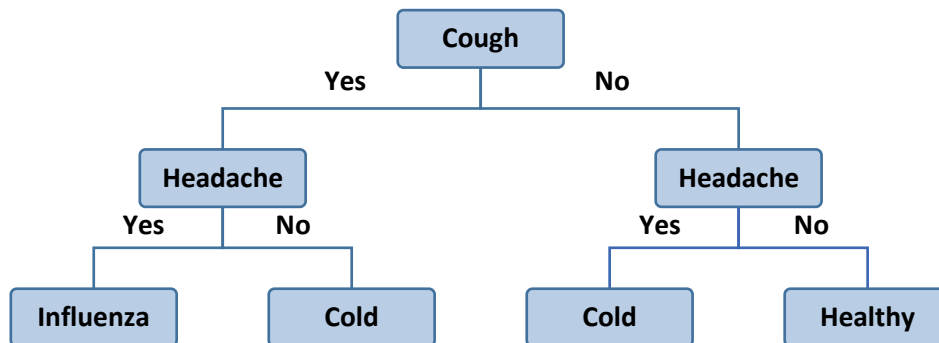 Cough
Yes No
Headache Headache
Yes No Yes No
Influenza Cold Cold Healthy